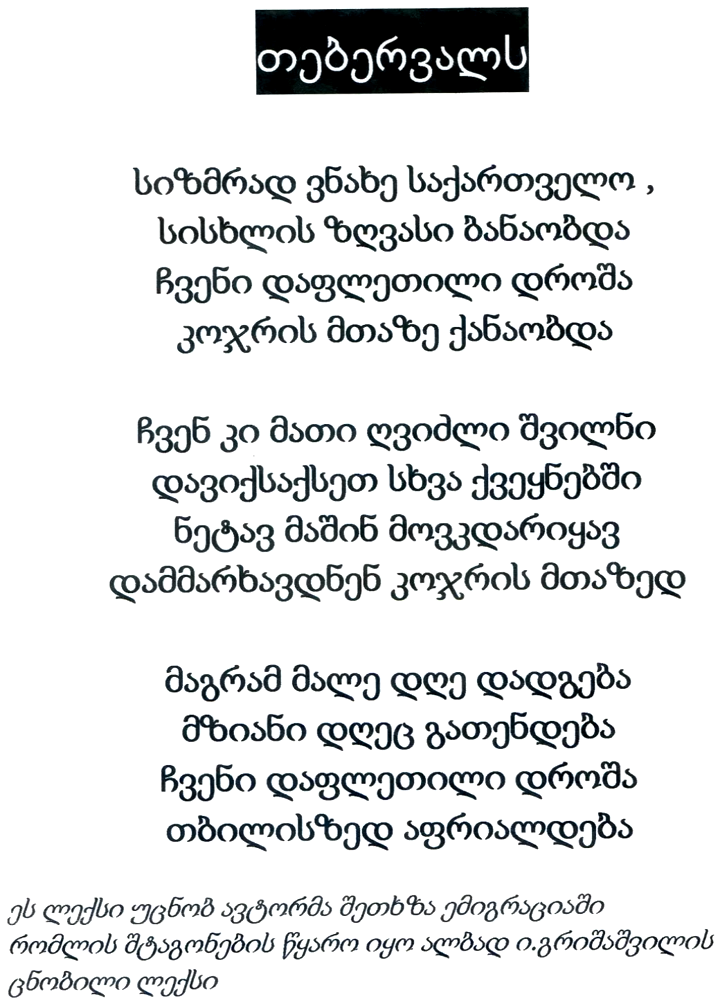 თებერვალს
სიზმრად ვნახე საქართველო ,
სისხლის ზღვასი ბანაობდა
ჩვენი დაფლეთილი დროშა
კოჯრის მთაზე ქანაობდა
ჩვენ კი მათი ღვიძლი შვილნი
დავიქსაქსეთ სხვა ქვეყნებში
ნეტავ მაშინ მოვკდარიყავ
დამმარხავდნენ კოჯრის მთაზედ
მაგრამ მალე დღე დადგება
მზიანი დღეც გათენდება
ჩვენი დაფლეთილი დროშა
თბილისზედ აფრიალდება
ეს ლექსი უცნობ ავტორმა შეთხზა ემიგრაციაში
რომლის შტაგონების წყარო იყო ალბად ი.გრიშაშვილის
ცნობილი ლექსი